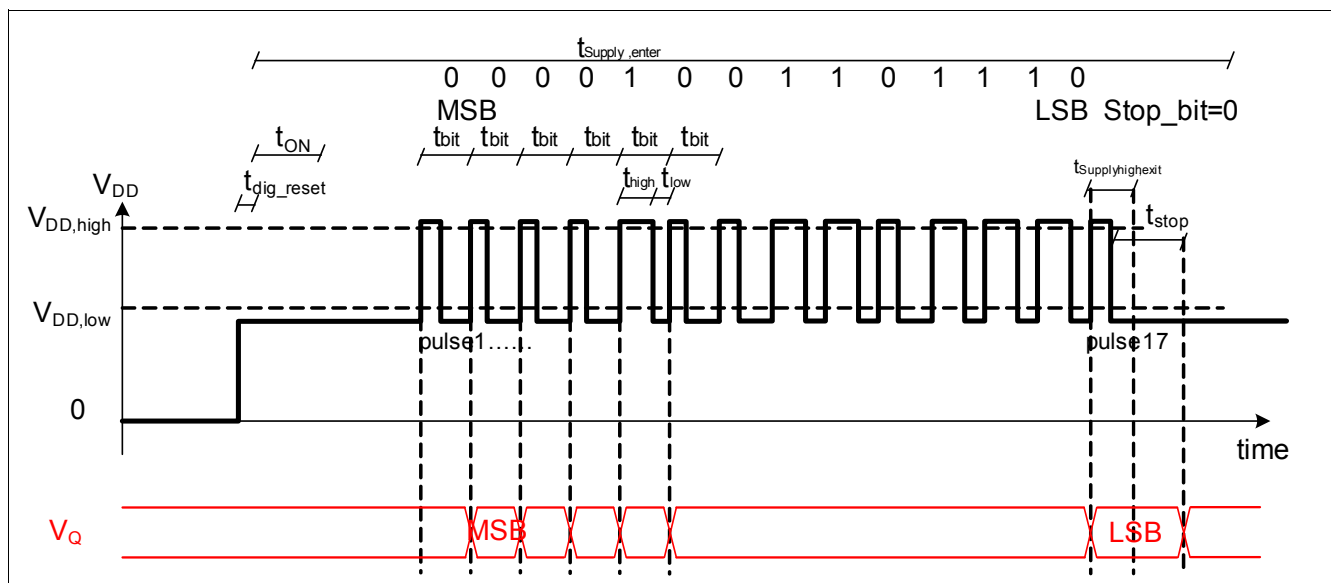 tSupply ,enter
0 0 0 0 1 0 0 1 1 0 1 1 1 0
MSB LSB Stop_bit=0
tbit tbit tbit tbit tbit tbit
tON
tSupplyhighexit
thigh tlow
tdig_reset
VDD
VDD,high
tstop
VDD,low
pulse1...... pulse17
0
time
VQ MSB LSB